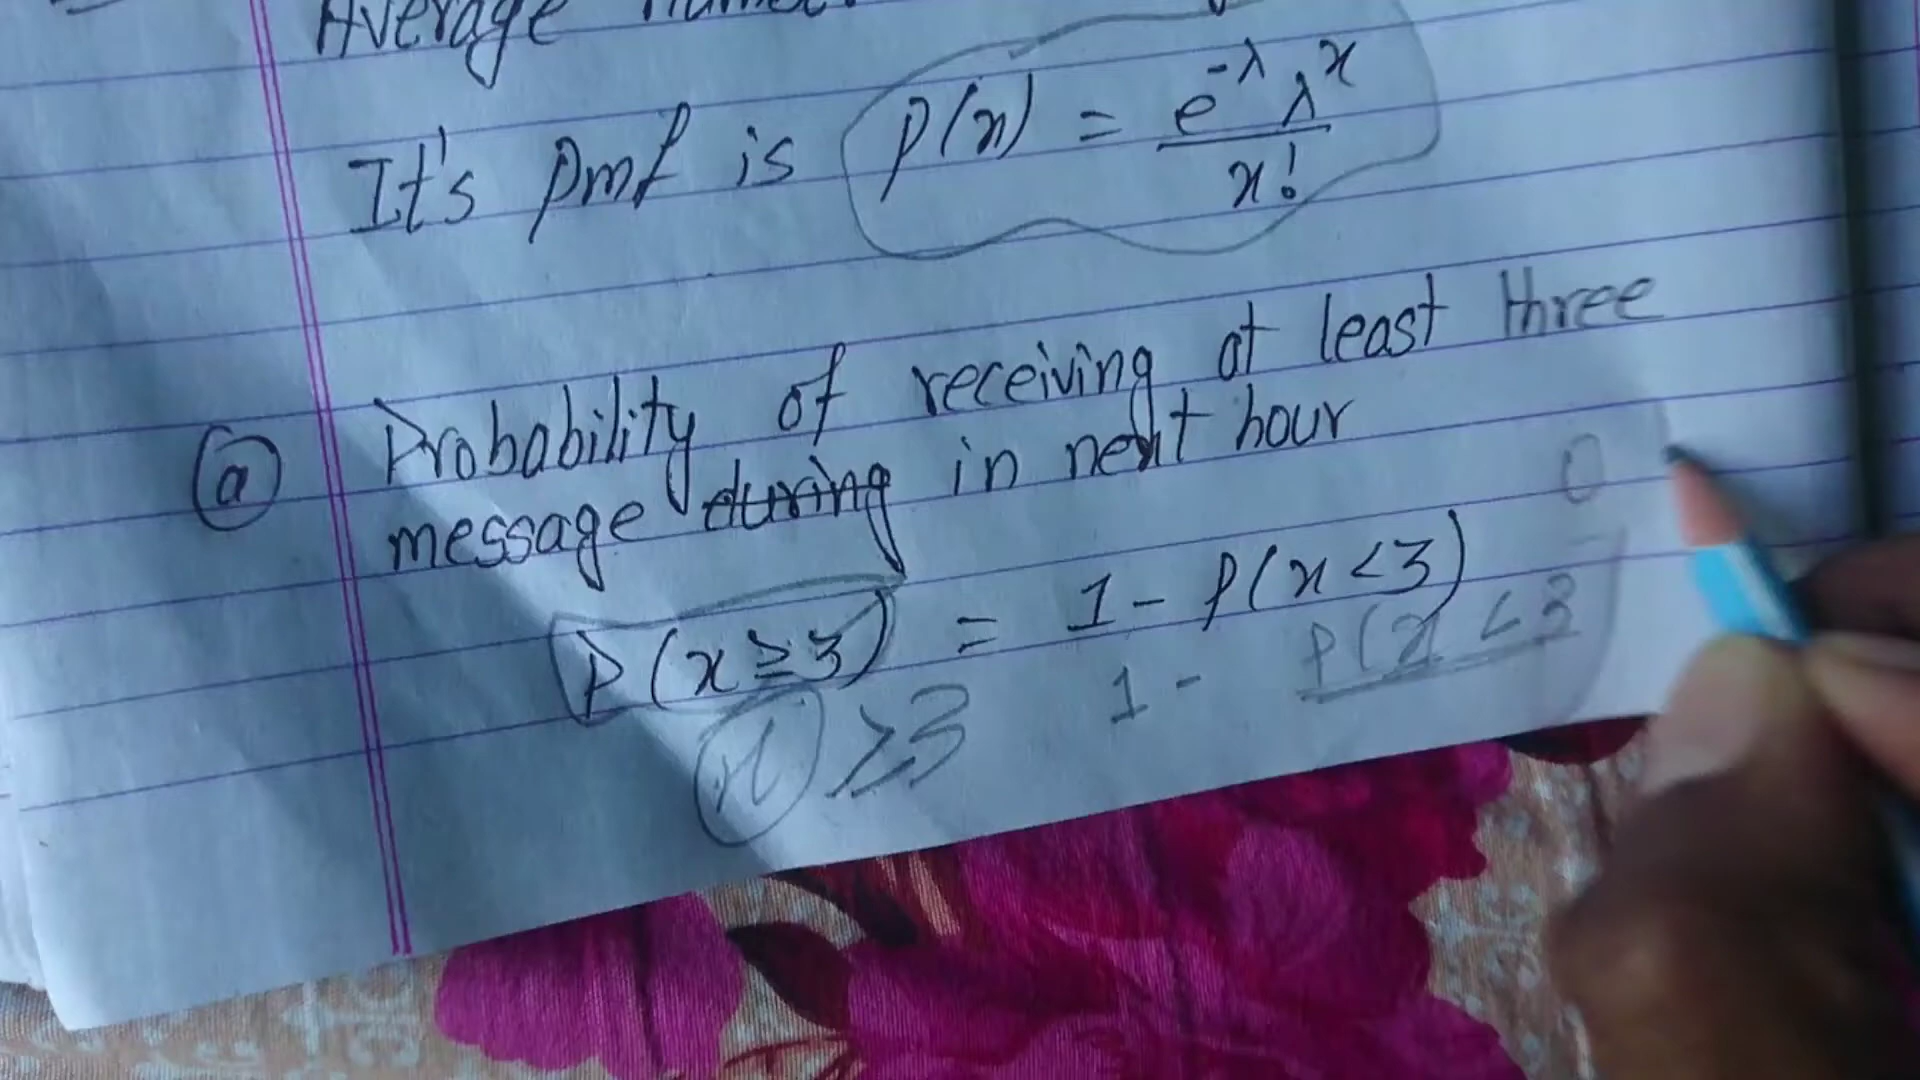 Average
It's pmf is P(x) = e^-λ λ^x / x!
(a) Probability of receiving at least three
message during in next hour
P(x≥3) = 1 - P(x<3)
x ≥3 1 - P(x <3
0